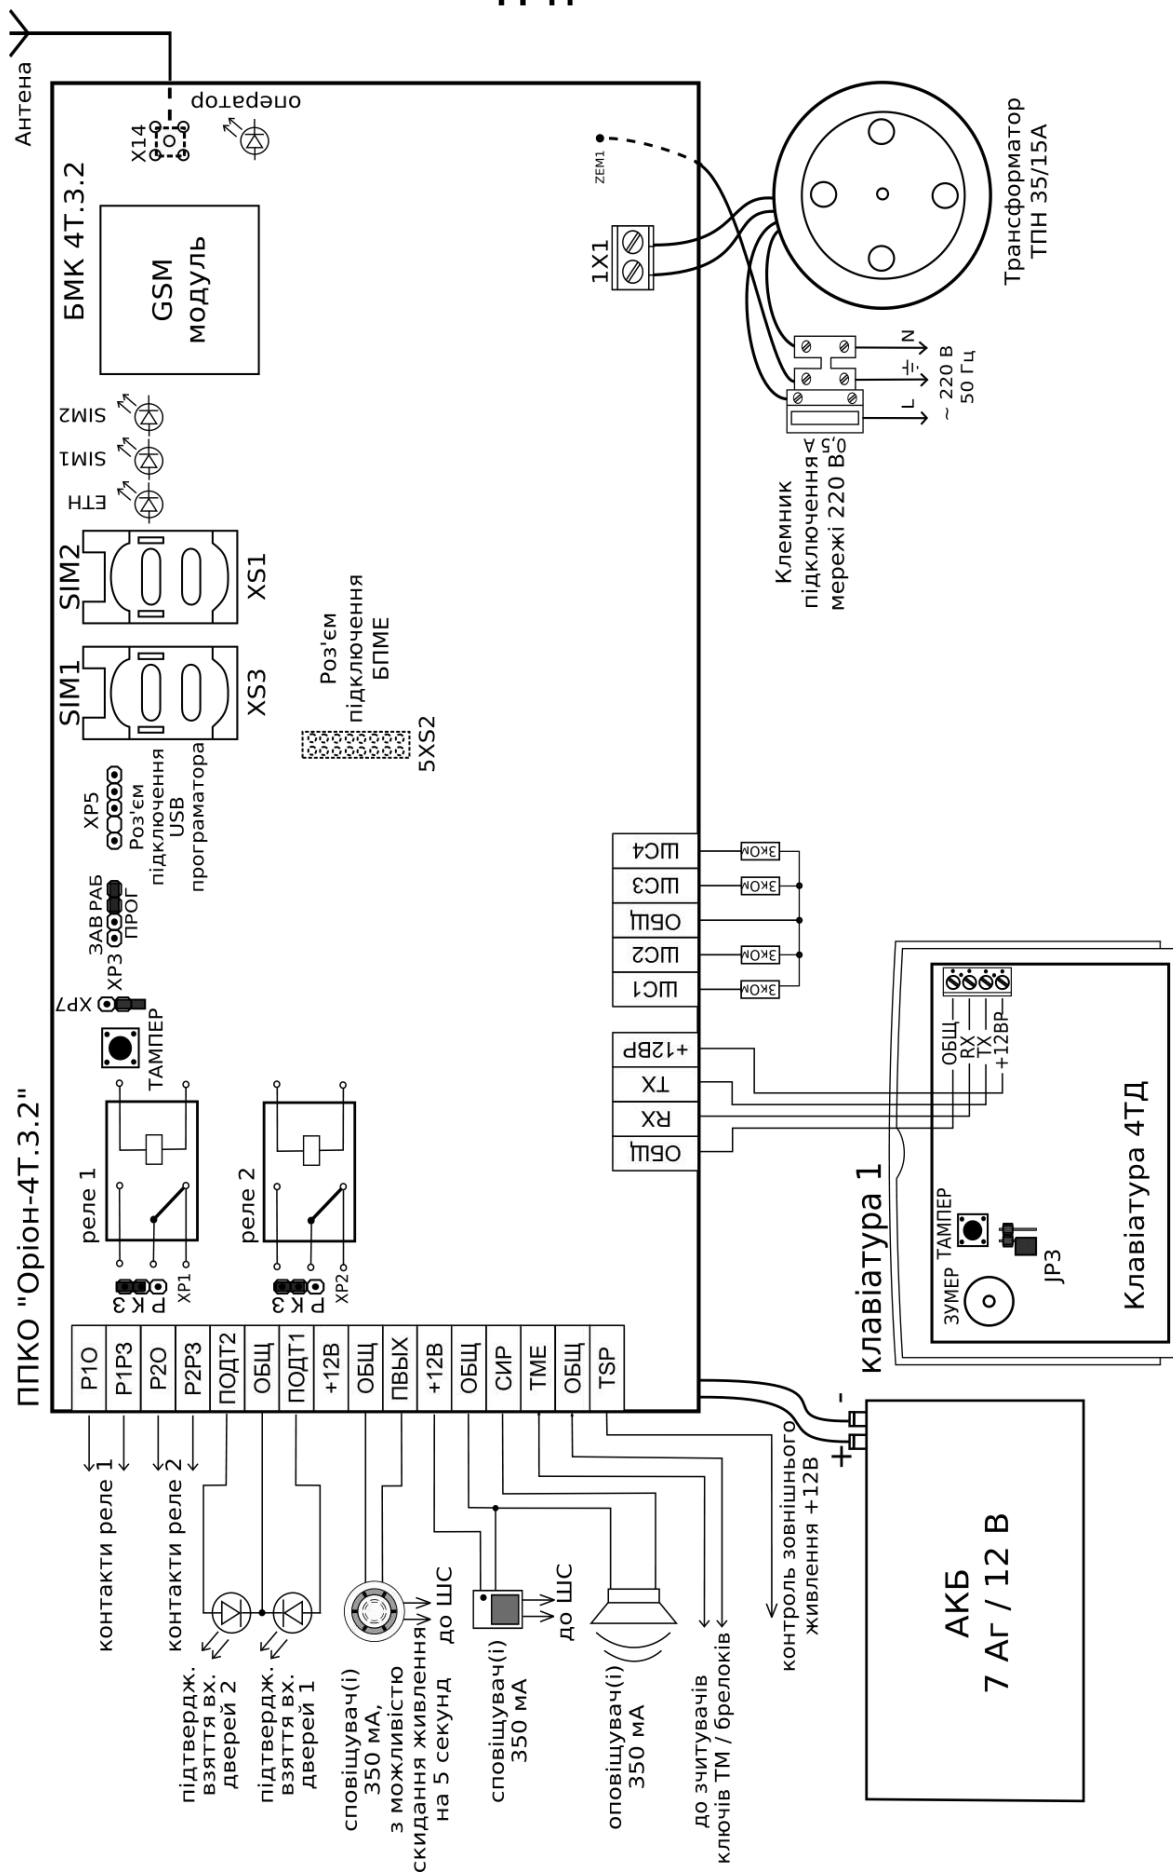 Антена
ППКО "Оріон-4Т.3.2"
БМК 4Т.3.2
X14
оператор
GSM
модуль
SIM2
SIM1
ETH
SIM2
XS1
SIM1
XS3
XP5
Роз'єм
підключення
USB
програматора
ЗАВ РАБ
ХР3
ПРОГ
XP7
ТАМПЕР
реле 1
З К Р
XP1
реле 2
З К Р
XP2
Роз'єм
підключення
БПМЕ
5XS2
ZEM1
1X1
Трансформатор
ТПН 35/15А
N
L
~ 220 В
50 Гц
0,5 А
Клемник
підключення
мережі 220 В
ШС4
ШС3
ОБЩ
ШС2
ШС1
3кОм
3кОм
3кОм
3кОм
+12ВР
TX
RX
ОБЩ
клавіатура 1
ОБЩ
RX
TX
+12ВР
ТАМПЕР
ЗУМЕР
JP3
Клавіатура 4ТД
Р1О
Р1Р3
Р2О
Р2Р3
ПОДТ2
ОБЩ
ПОДТ1
+12В
ОБЩ
ПВЫХ
+12В
ОБЩ
СИР
ТМЕ
ОБЩ
TSP
контакти реле 1
контакти реле 2
підтвердж.
взяття вх.
дверей 2
підтвердж.
взяття вх.
дверей 1
сповіщувач(і)
350 мА,
з можливістю
скидання живлення
на 5 секунд
до ШС
сповіщувач(і)
350 мА
до ШС
оповіщувач(і)
350 мА
до зчитувачів
ключів ТМ / брелоків
контроль зовнішнього
живлення +12В
+
-
АКБ
7 Аг / 12 В